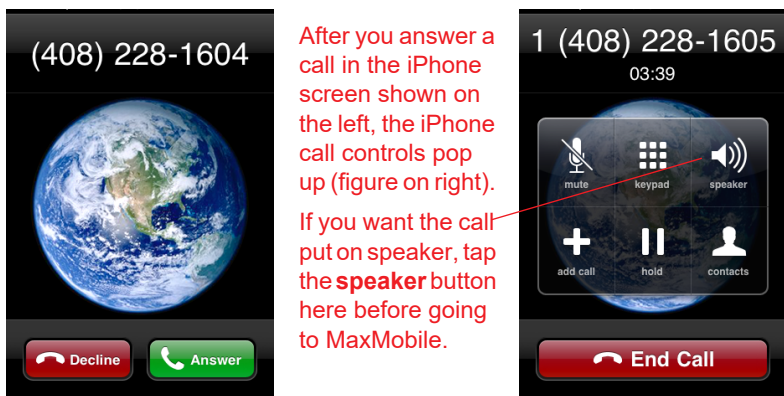 (408) 228-1604
Decline
Answer
After you answer a
call in the iPhone
screen shown on
the left, the iPhone
call controls pop
up (figure on right).
If you want the call
put on speaker, tap
the speaker button
here before going
to MaxMobile.
1 (408) 228-1605
03:39
mute
keypad
speaker
add call
hold
contacts
End Call